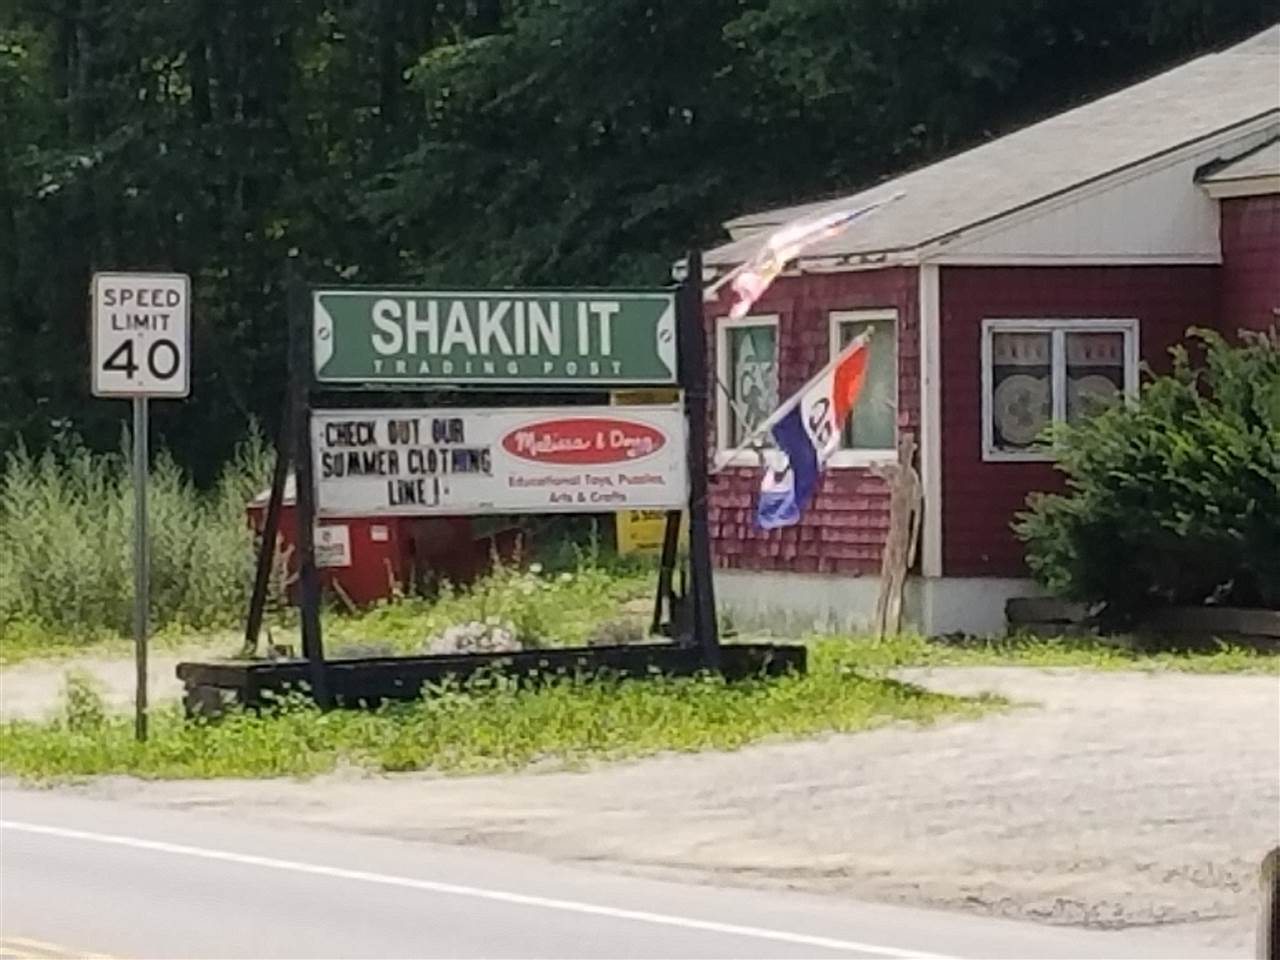 SPEED
LIMIT
40
SHAKIN IT
TRADING POST
CHECK OUT OUR
SUMMER CLOTHING
LINE!
Melissa & Doug
Educational Toys, Puzzles,
Arts & Crafts